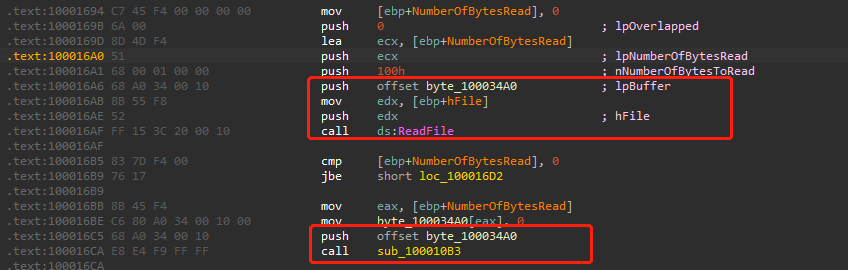 .text:10001694 C7 45 F4 00 00 00 00 mov [ebp+NumberOfBytesRead], 0
.text:1000169B 6A 00 push 0 ; lpOverlapped
.text:1000169D 8D 4D F4 lea ecx, [ebp+NumberOfBytesRead]
.text:100016A0 51 push ecx ; lpNumberOfBytesRead
.text:100016A1 68 00 01 00 00 push 100h ; nNumberOfBytesToRead
.text:100016A6 68 A0 34 00 10 push offset byte_100034A0 ; lpBuffer
.text:100016AB 8B 55 F8 mov edx, [ebp+hFile]
.text:100016AE 52 push edx ; hFile
.text:100016AF FF 15 3C 20 00 10 call ds:ReadFile
.text:100016AF
.text:100016B5 83 7D F4 00 cmp [ebp+NumberOfBytesRead], 0
.text:100016B9 76 17 jbe short loc_100016D2
.text:100016B9
.text:100016BB 8B 45 F4 mov eax, [ebp+NumberOfBytesRead]
.text:100016BE C6 80 A0 34 00 10 00 mov byte_100034A0[eax], 0
.text:100016C5 68 A0 34 00 10 push offset byte_100034A0
.text:100016CA E8 E4 F9 FF FF call sub_100010B3
.text:100016CA